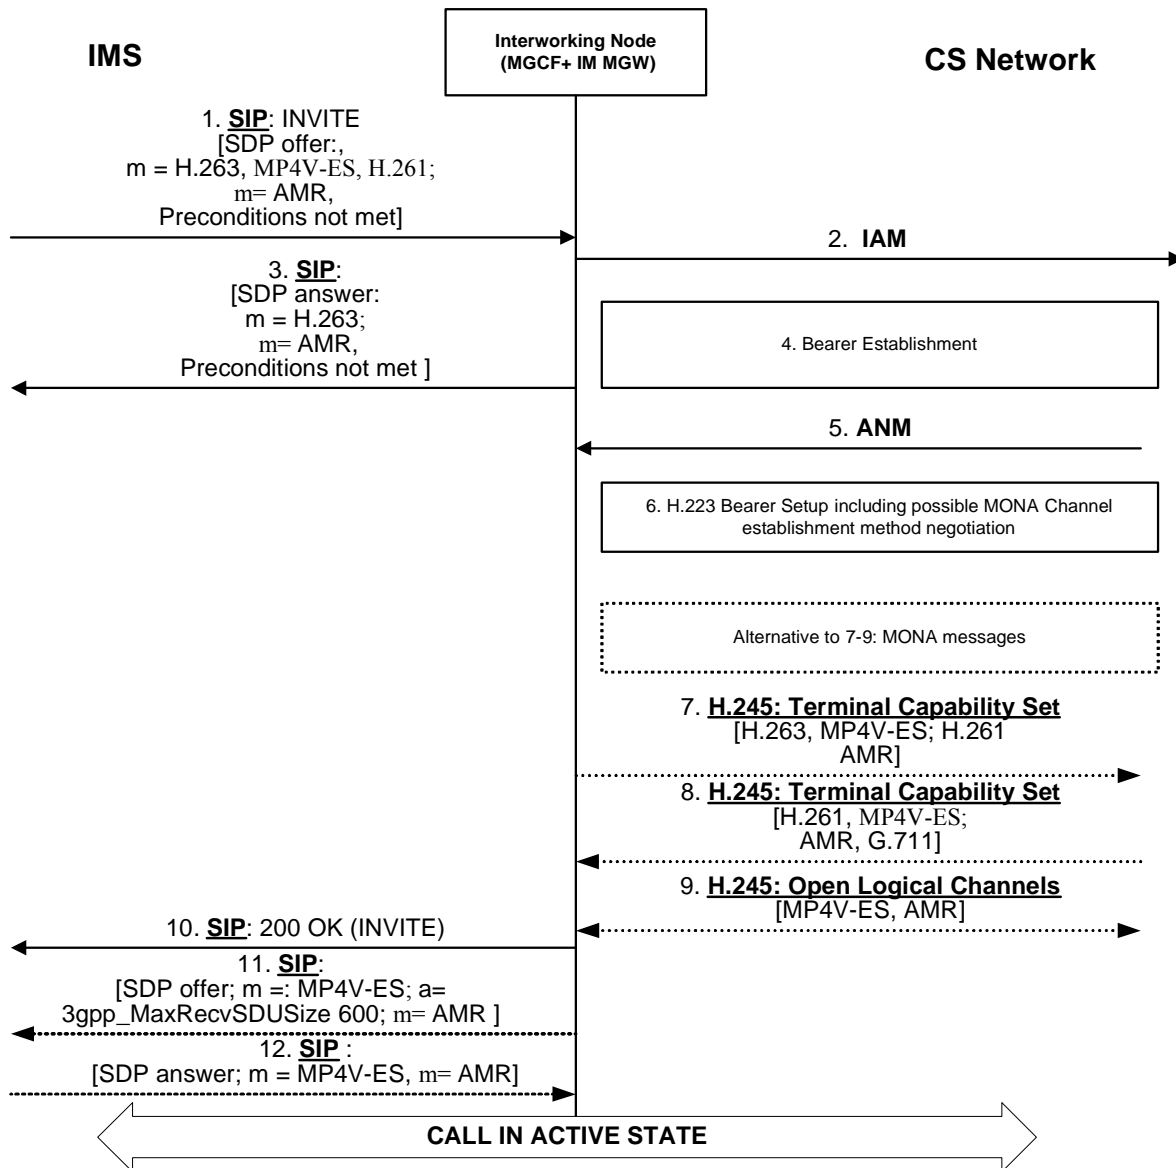 IMS
Interworking Node
(MGCF+ IM MGW)
CS Network
1. SIP: INVITE
[SDP offer:,
m = H.263, MP4V-ES, H.261;
m= AMR,
Preconditions not met]
2. IAM
3. SIP:
[SDP answer:
m = H.263;
m= AMR,
Preconditions not met ]
4. Bearer Establishment
5. ANM
6. H.223 Bearer Setup including possible MONA Channel
establishment method negotiation
Alternative to 7-9: MONA messages
7. H.245: Terminal Capability Set
[H.263, MP4V-ES; H.261
AMR]
8. H.245: Terminal Capability Set
[H.261, MP4V-ES;
AMR, G.711]
9. H.245: Open Logical Channels
[MP4V-ES, AMR]
10. SIP: 200 OK (INVITE)
11. SIP:
[SDP offer; m =: MP4V-ES; a=
3gpp_MaxRecvSDUSize 600; m= AMR ]
12. SIP :
[SDP answer; m = MP4V-ES, m= AMR]
CALL IN ACTIVE STATE